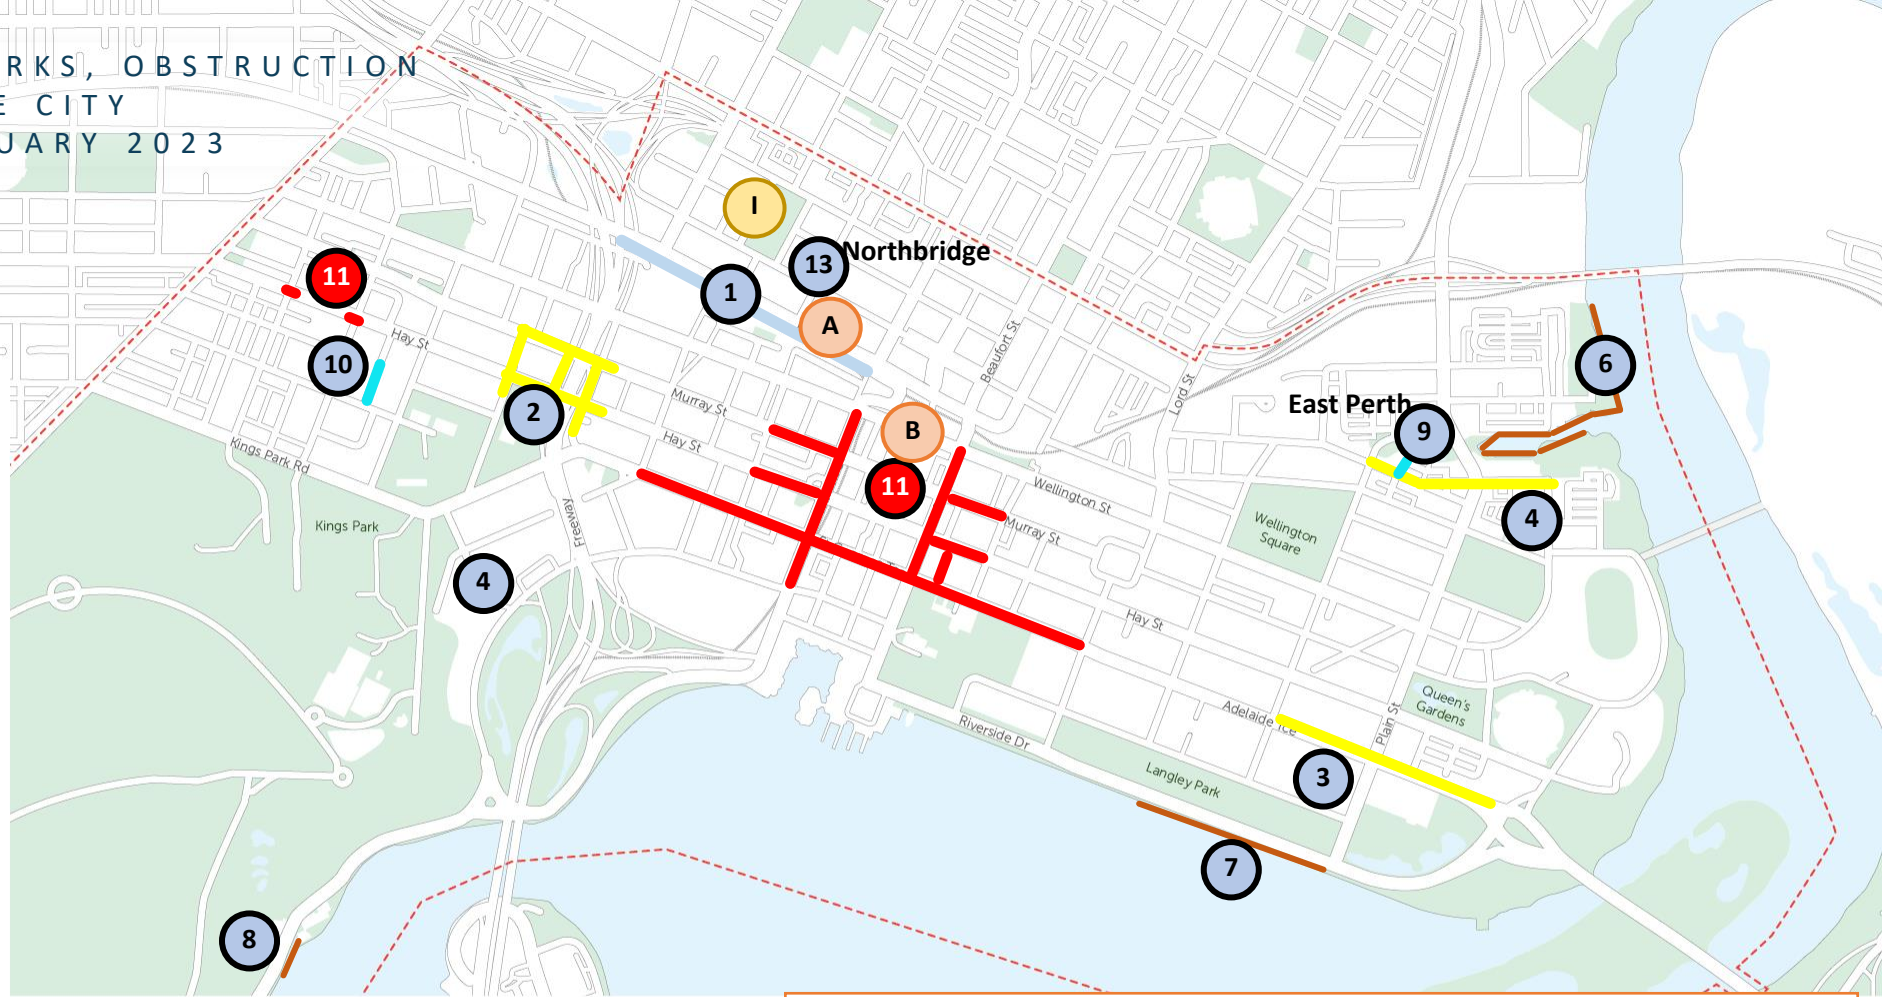 RKS, OBSTRUCTION
E CITY
UARY 2023
I
13
Northbridge
11
1
A
Hay St
10
Beaufort St
6
Lord St
East Perth
2
Murray St
B
9
Kings Park Rd
Hay St
11
Wellington St
4
Kings Park
Freeway
Murray St
Wellington
Square
4
Hay St
Queen's
Gardens
Adelaide
Plain St
Riverside Dr
3
Langley Park
7
8